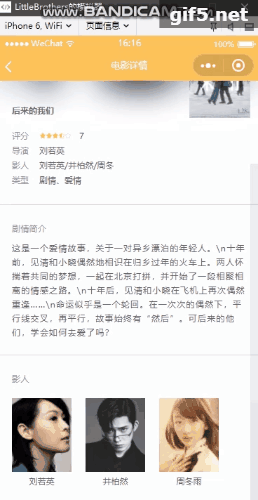 LittleBrothers的模拟器
www.BANDICAM.com
gif5.net
iPhone 6, WiFi
页面信息
WeChat
16:16
100%
电影详情
后来的我们
评分 7
导演 刘若英
影人 刘若英/井柏然/周冬
类型 剧情、爱情
剧情简介
这是一个爱情故事，关于一对异乡漂泊的年轻人。\n十年
前，见清和小晓偶然地相识在归乡过年的火车上。两人怀
揣着共同的梦想，一起在北京打拼，并开始了一段相聚相
离的情感之路。\n十年后，见清和小晓在飞机上再次偶然
重逢……\n命运似乎是一个轮回。在一次次的偶然下，平
行线交叉，再平行，故事终有“然后”。可后来的他
们，学会如何去爱了吗？
影人
刘若英 井柏然 周冬雨